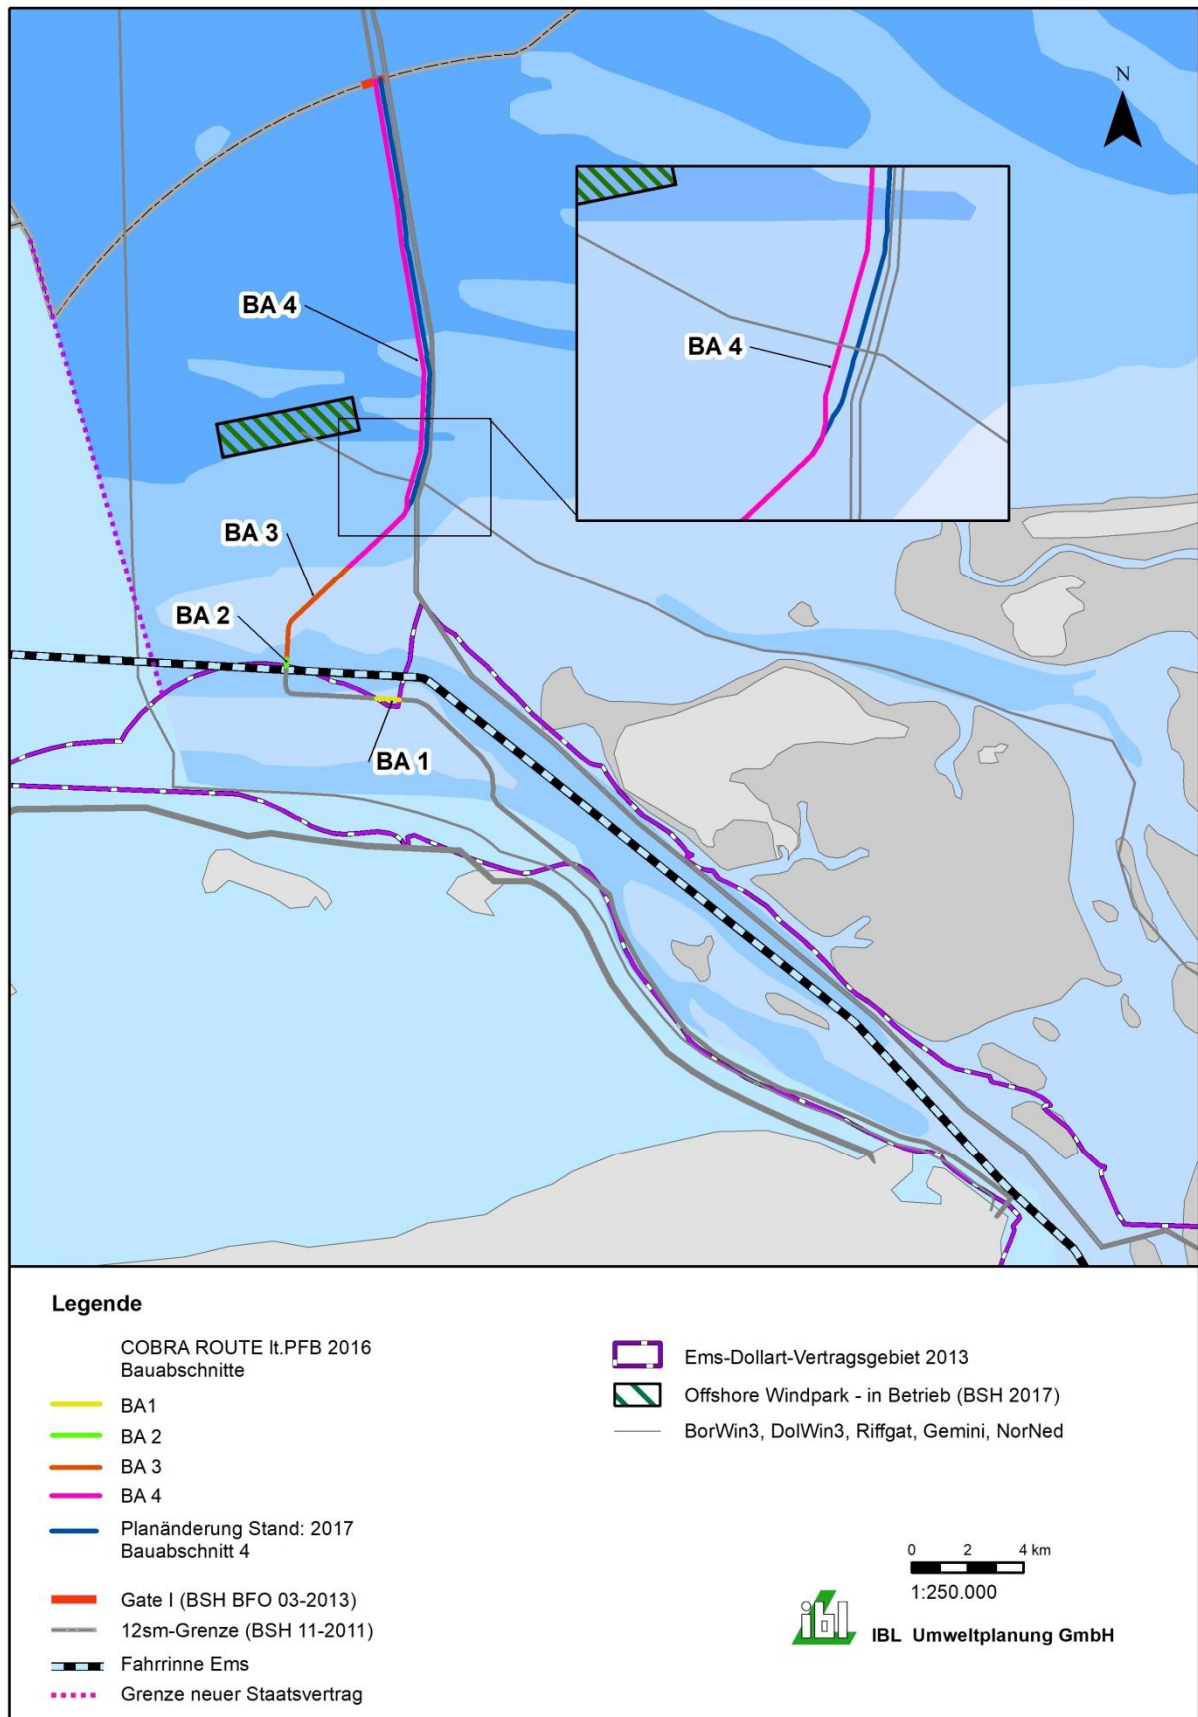 N
BA 4
BA 4
BA 3
BA 2
BA 1
Legende
COBRA ROUTE lt.PFB 2016
Bauabschnitte
BA1
BA 2
BA 3
BA 4
Planänderung Stand: 2017
Bauabschnitt 4
Gate I (BSH BFO 03-2013)
12sm-Grenze (BSH 11-2011)
Fahrrinne Ems
Grenze neuer Staatsvertrag
Ems-Dollart-Vertragsgebiet 2013
Offshore Windpark - in Betrieb (BSH 2017)
BorWin3, DolWin3, Riffgat, Gemini, NorNed
0 2 4 km
1:250.000
ibl
IBL Umweltplanung GmbH